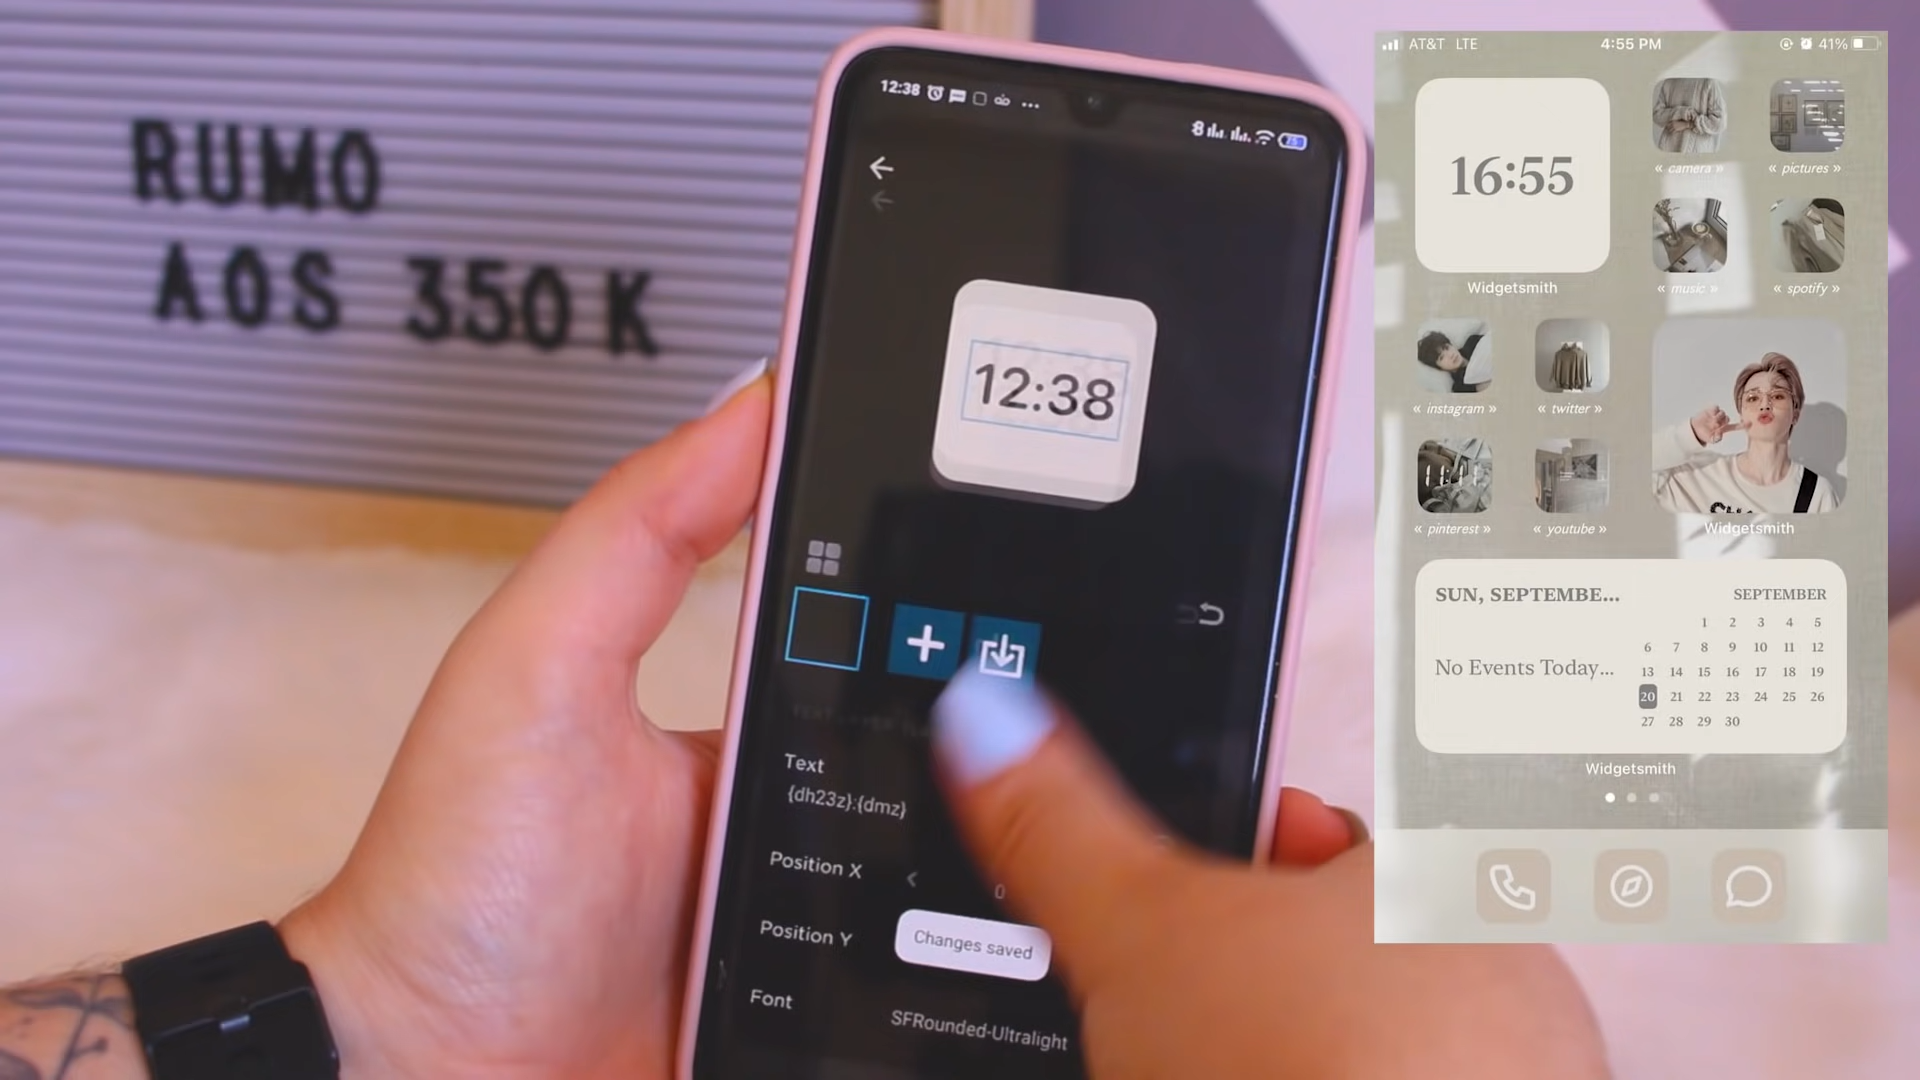 RUMO
AOS 350 K
12:38
12:38
Text
{dh23z}:{dmz}
Position X
0
Position Y
Changes saved
Font
SFRounded-Ultralight
AT&T LTE
4:55 PM
41%
16:55
Widgetsmith
« camera »
« pictures »
« music »
« spotify »
« instagram »
« twitter »
11:11
« pinterest »
« youtube »
Widgetsmith
SUN, SEPTEMBE...
SEPTEMBER
No Events Today...
1 2 3 4 5
6 7 8 9 10 11 12
13 14 15 16 17 18 19
20 21 22 23 24 25 26
27 28 29 30
Widgetsmith